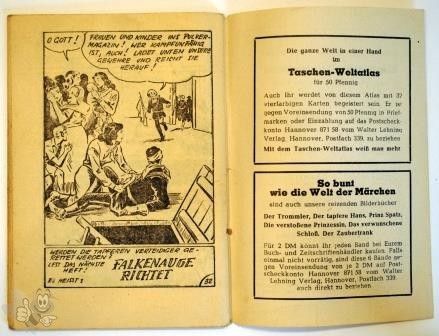 O GOTT!
FRAUEN UND KINDER INS PULVER-
MAGAZIN! WER KAMPFUNFÄHIG
IST, AUCH! LADET UNTEN UNSERE
GEWEHRE UND REICHT SIE
HERAUF!
WERDEN DIE TAPFEREN VERTEIDIGER GE-
RETTET WERDEN?
LEST DAS NÄCHSTE
HEFT!
ES HEISST:
FALKENAUGE
RICHTET
32
Die ganze Welt in einer Hand
im
Taschen-Weltatlas
für 50 Pfennig
Auch Ihr werdet von diesem Atlas mit 37
vierfarbigen Karten begeistert sein. Er ist
gegen Voreinsendung von 50 Pfennig in Brief-
marken oder Einzahlung auf das Postscheck-
konto Hannover 871 58 vom Walter Lehning
Verlag, Hannover, Postfach 339, zu beziehen.
Mit dem Taschen-Weltatlas weiß man mehr
So bunt
wie die Welt der Märchen
sind auch unsere reizenden Bilderbücher
Der Trommler, Der tapfere Hans, Prinz Spatz,
Die verstoßene Prinzessin, Das verwunschene
Schloß, Der Zaubertrank
Für 2 DM könnt Ihr jeden Band bei Eurem
Buch- und Zeitschriftenhändler kaufen. Falls
einmal nicht vorrätig, sind diese 6 Bände ge-
gen Voreinsendung von je 2 DM auf Post-
scheckkonto Hannover 871 58 vom Walter
Lehning Verlag, Hannover, Postfach 339,
auch direkt zu beziehen